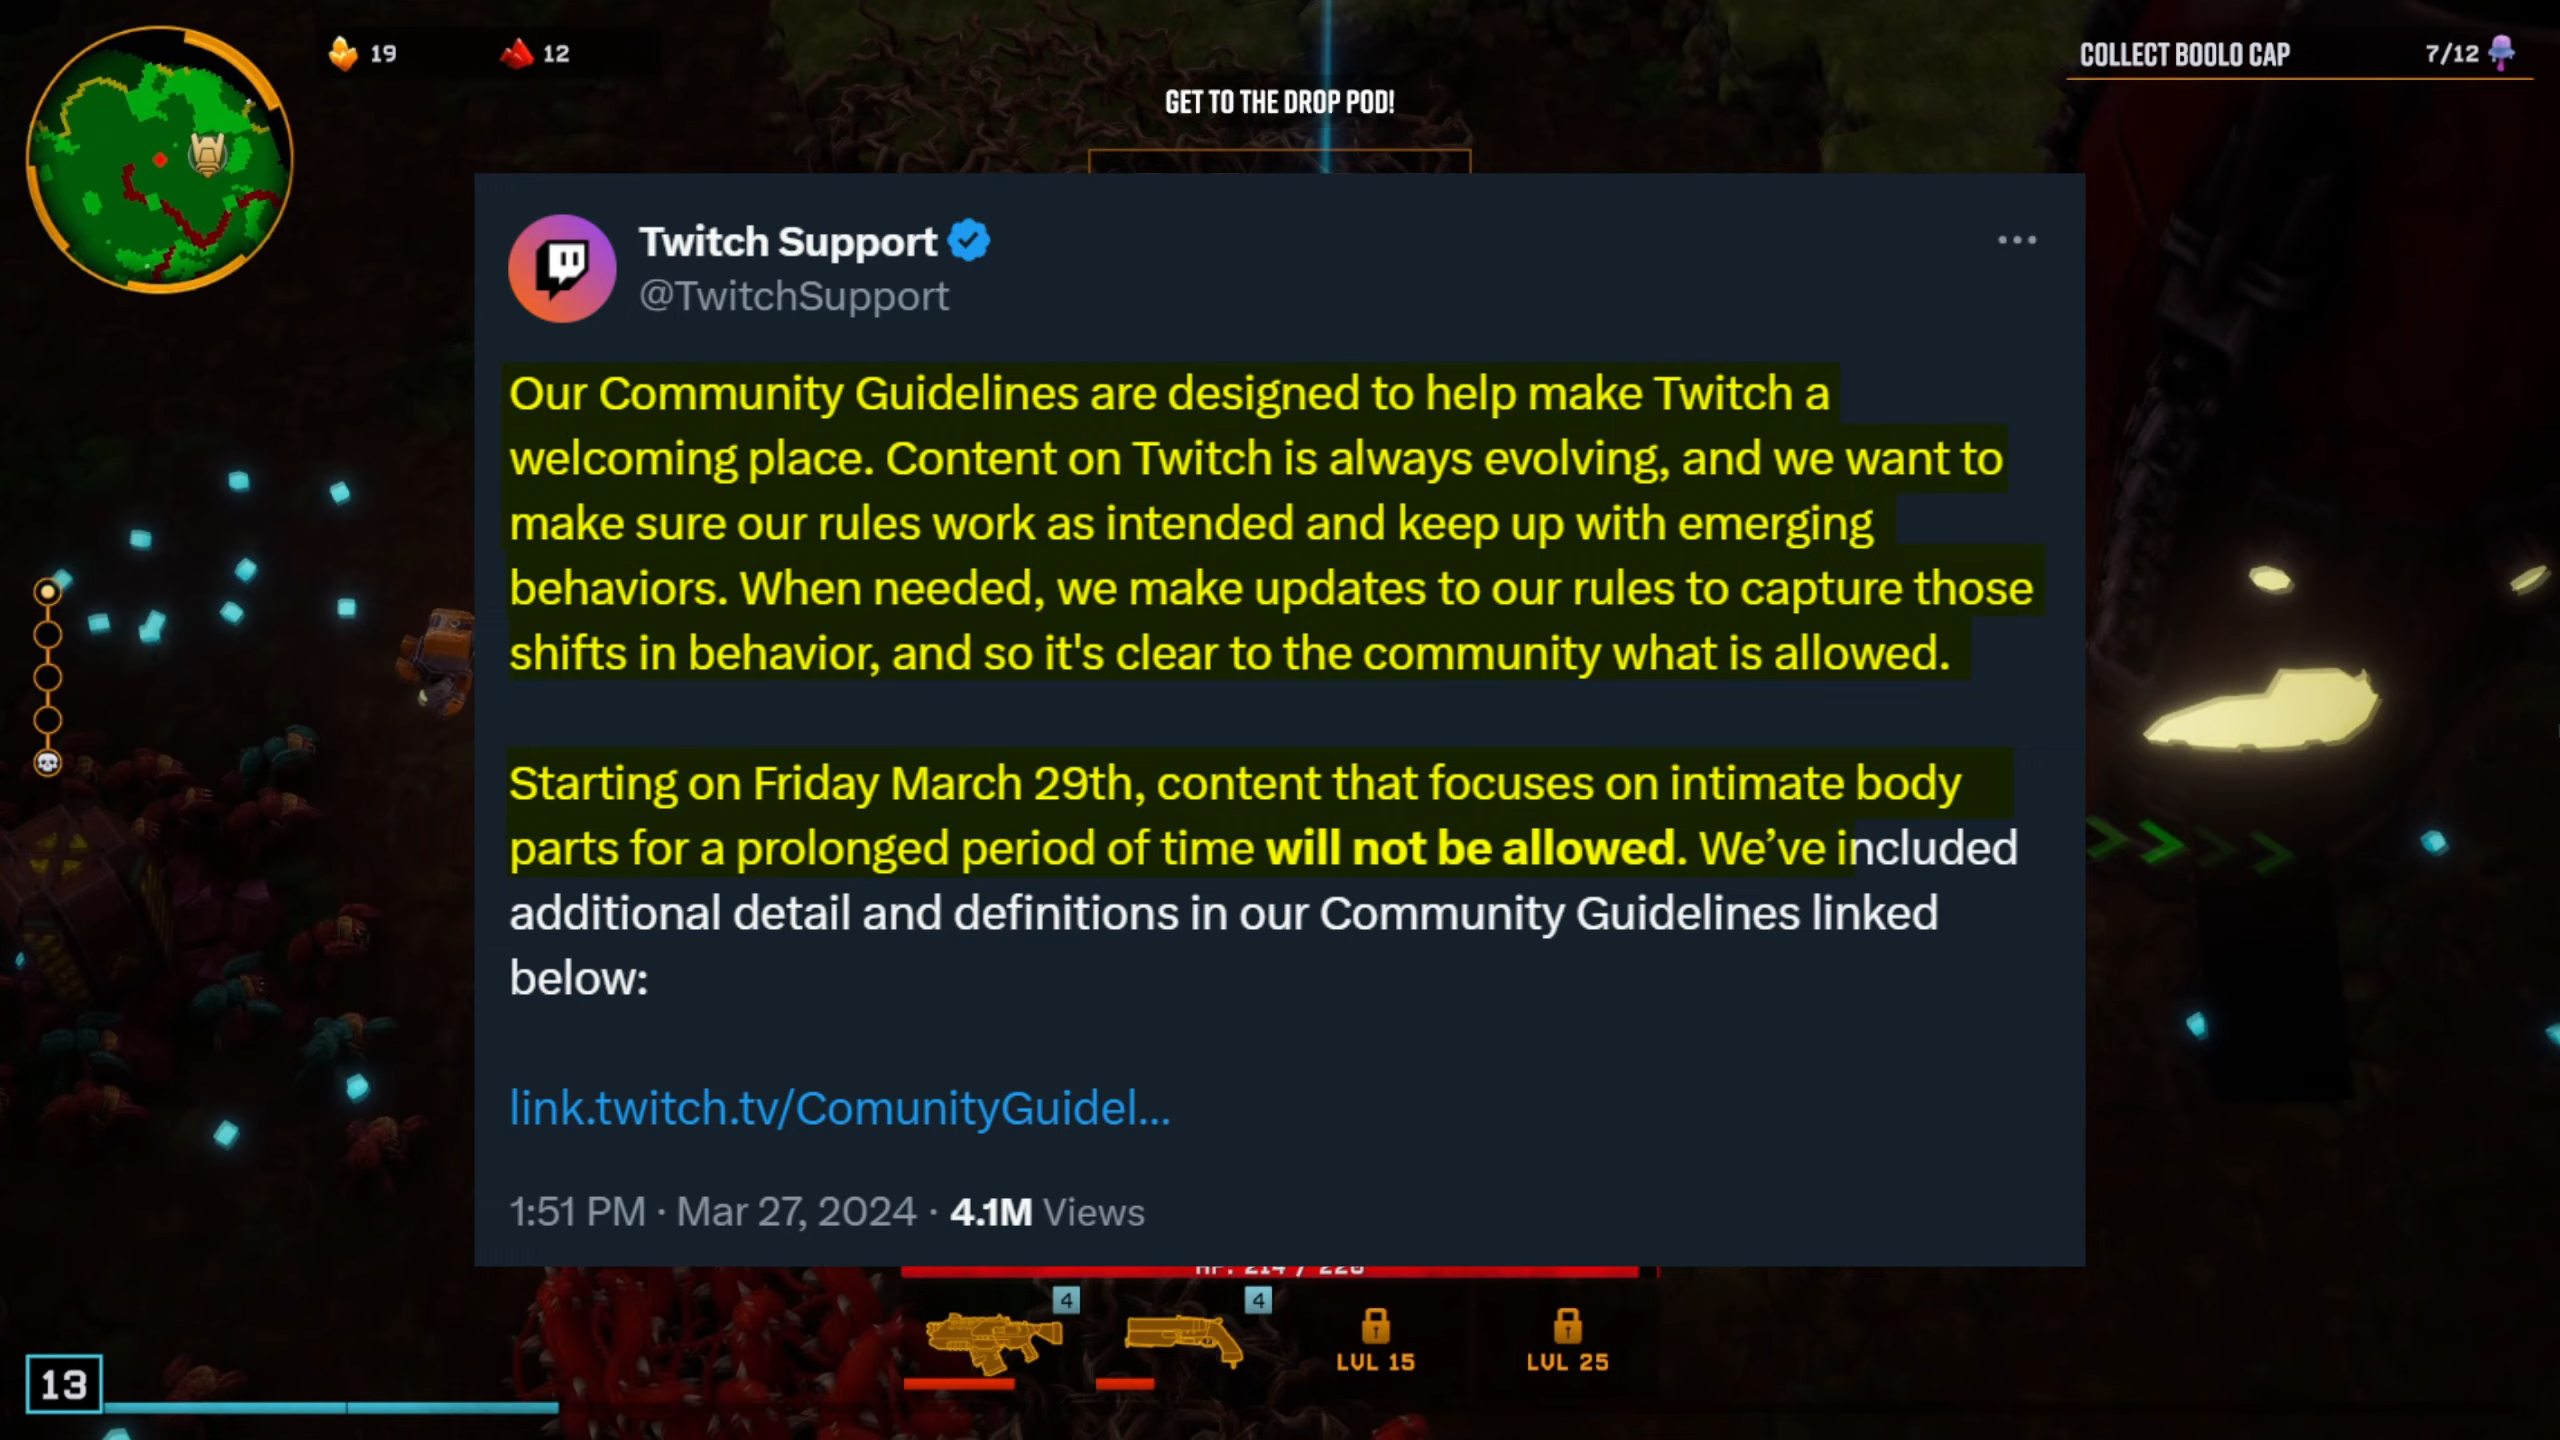 19
12
COLLECT BOOLO CAP 7/12
GET TO THE DROP POD!
Twitch Support
@TwitchSupport
Our Community Guidelines are designed to help make Twitch a
welcoming place. Content on Twitch is always evolving, and we want to
make sure our rules work as intended and keep up with emerging
behaviors. When needed, we make updates to our rules to capture those
shifts in behavior, and so it's clear to the community what is allowed.
Starting on Friday March 29th, content that focuses on intimate body
parts for a prolonged period of time will not be allowed. We’ve included
additional detail and definitions in our Community Guidelines linked
below:
link.twitch.tv/ComunityGuidel...
1:51 PM · Mar 27, 2024 · 4.1M Views
HP: 214 / 226
4
4
LVL 15
LVL 25
13